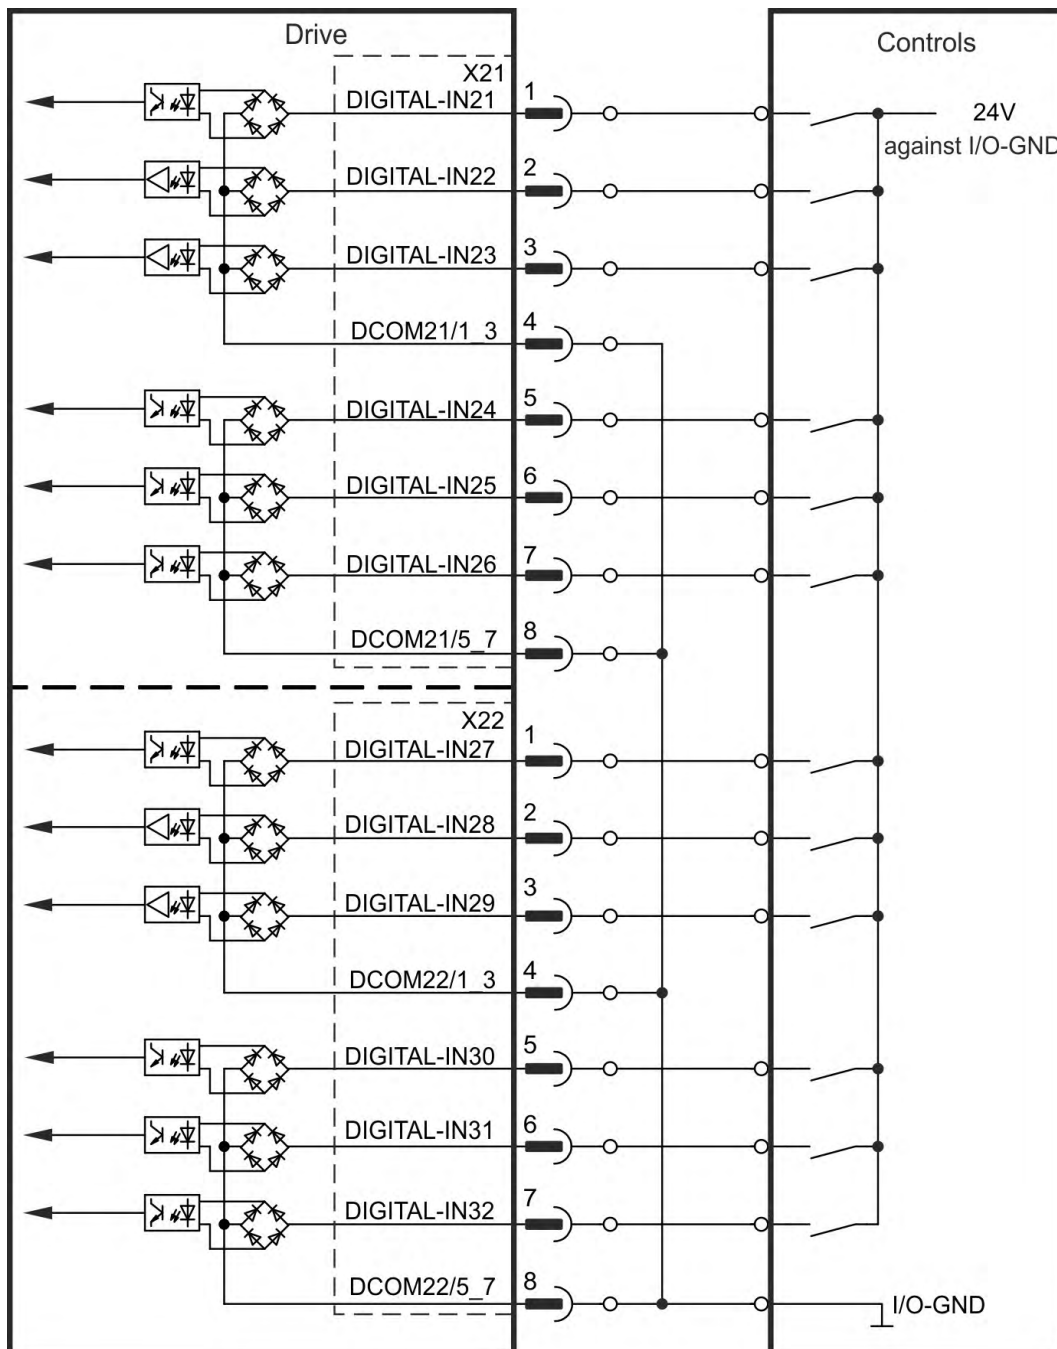 Drive
Controls
X21
DIGITAL-IN21
1
24V
against I/O-GND
DIGITAL-IN22
2
DIGITAL-IN23
3
DCOM21/1_3
4
DIGITAL-IN24
5
DIGITAL-IN25
6
DIGITAL-IN26
7
DCOM21/5_7
8
X22
DIGITAL-IN27
1
DIGITAL-IN28
2
DIGITAL-IN29
3
DCOM22/1_3
4
DIGITAL-IN30
5
DIGITAL-IN31
6
DIGITAL-IN32
7
DCOM22/5_7
8
I/O-GND